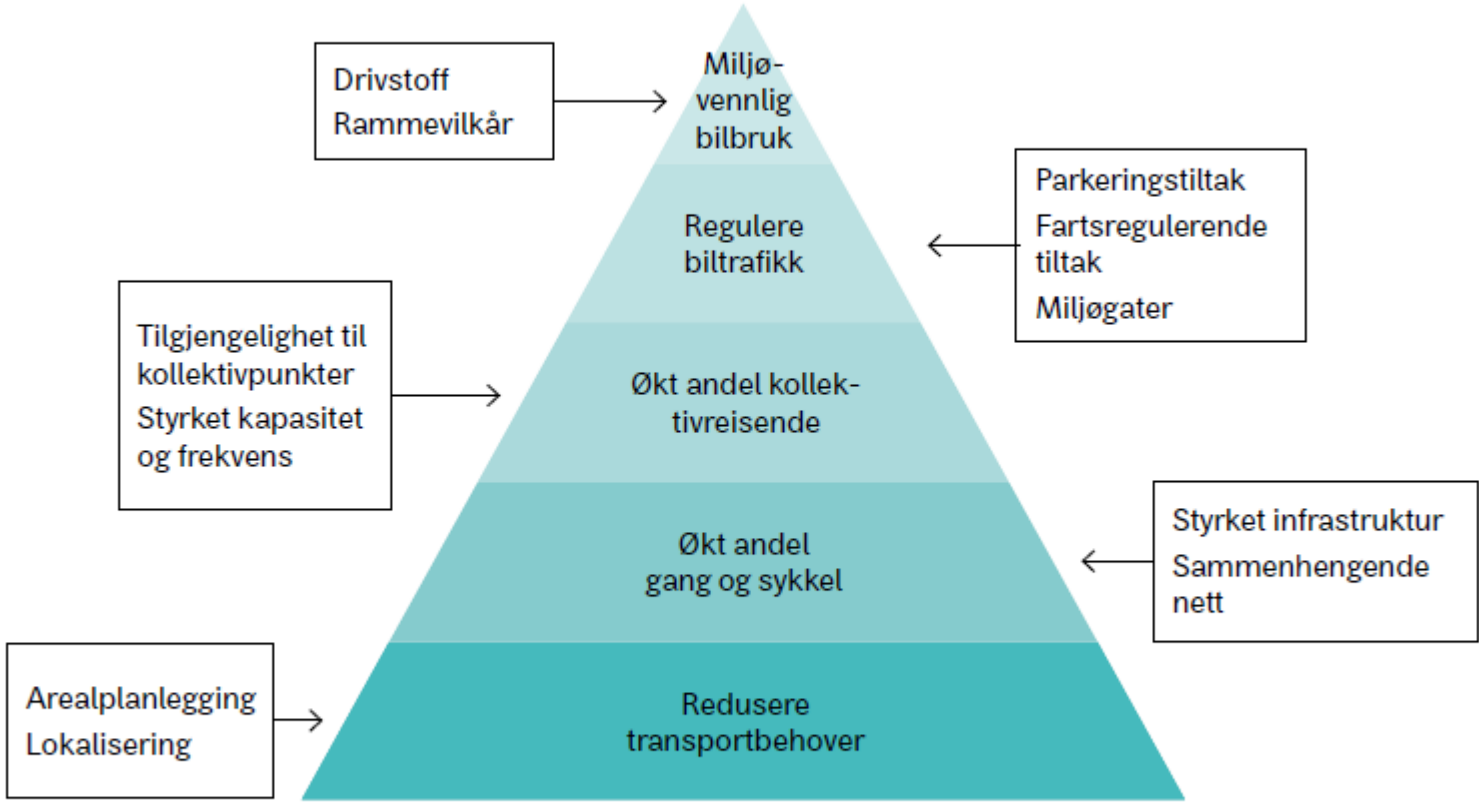 Drivstoff
Rammevilkår
Miljø-
vennlig
bilbruk
Parkeringstiltak
Fartsregulerende
tiltak
Miljøgater
Regulere
biltrafikk
Tilgjengelighet til
kollektivpunkter
Styrket kapasitet
og frekvens
Økt andel kollek-
tivreisende
Styrket infrastruktur
Sammenhengende
nett
Økt andel
gang og sykkel
Arealplanlegging
Lokalisering
Redusere
transportbehover